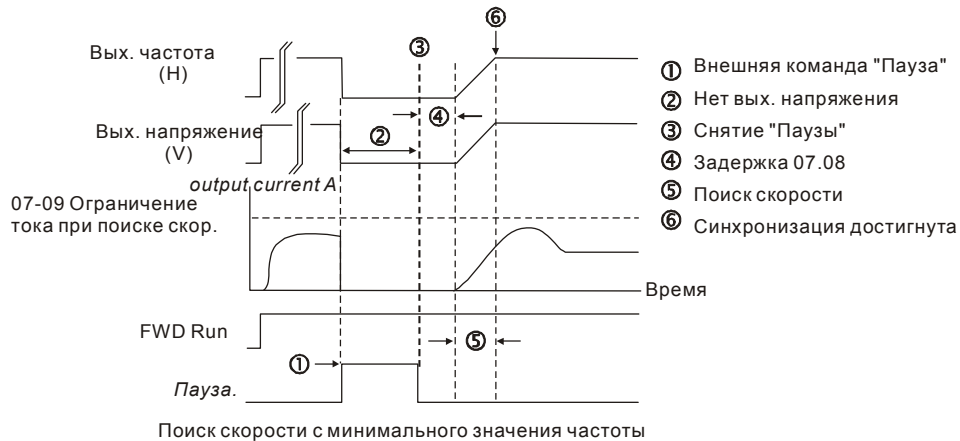 ⑥
Вых. частота
(H)
③
④
Вых. напряжение
(V)
②
output current A
07-09 Ограничение
тока при поиске скор.
Время
FWD Run
⑤
①
Пауза.
① Внешняя команда "Пауза"
② Нет вых. напряжения
③ Снятие "Паузы"
④ Задержка 07.08
⑤ Поиск скорости
⑥ Синхронизация достигнута
Поиск скорости с минимального значения частоты